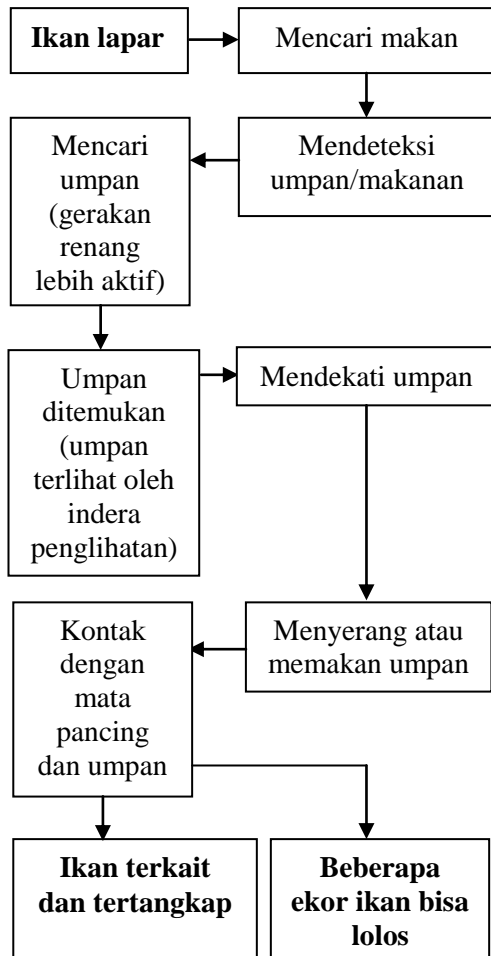 Ikan lapar
Mencari makan
Mendeteksi
umpan/makanan
Mencari
umpan
(gerakan
renang
lebih aktif)
Umpan
ditemukan
(umpan
terlihat oleh
indera
penglihatan)
Mendekati umpan
Menyerang atau
memakan umpan
Kontak
dengan
mata
pancing
dan umpan
Ikan terkait
dan tertangkap
Beberapa
ekor ikan bisa
lolos